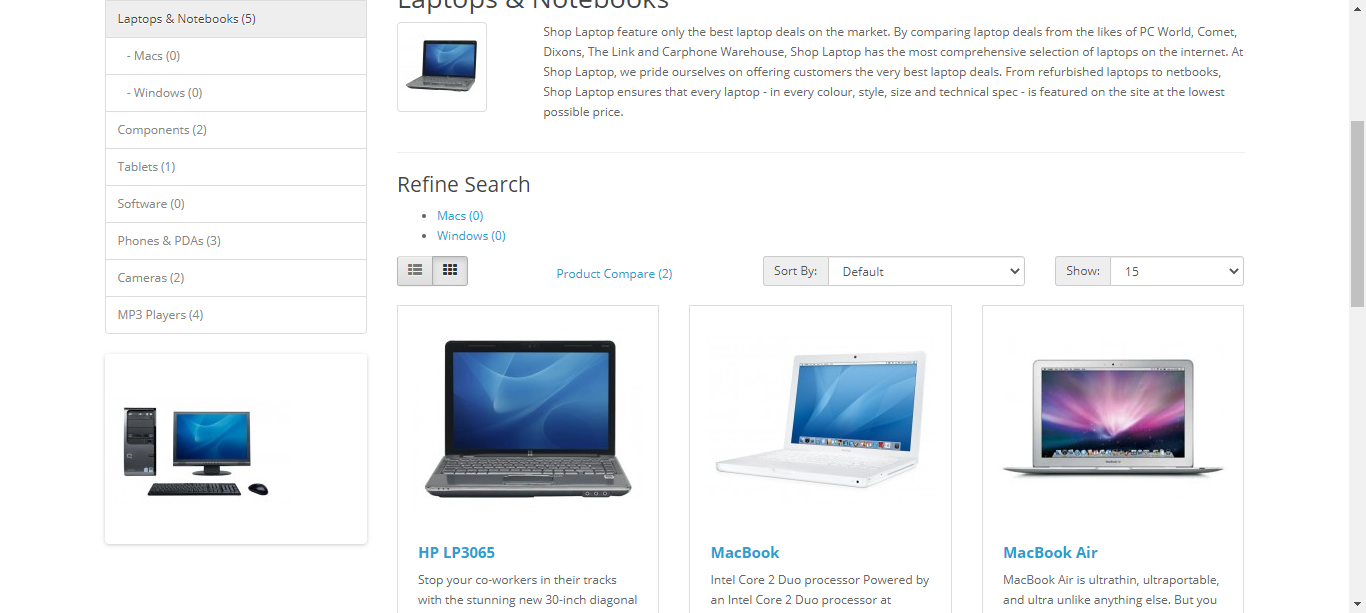 Laptops & Notebooks (5)
- Macs (0)
- Windows (0)
Components (2)
Tablets (1)
Software (0)
Phones & PDAs (3)
Cameras (2)
MP3 Players (4)
Laptops & Notebooks
Shop Laptop feature only the best laptop deals on the market. By comparing laptop deals from the likes of PC World, Comet,
Dixons, The Link and Carphone Warehouse, Shop Laptop has the most comprehensive selection of laptops on the internet. At
Shop Laptop, we pride ourselves on offering customers the very best laptop deals. From refurbished laptops to netbooks,
Shop Laptop ensures that every laptop - in every colour, style, size and technical spec - is featured on the site at the lowest
possible price.
Refine Search
Macs (0)
Windows (0)
Product Compare (2)
Sort By:
Default
Show:
15
HP LP3065
Stop your co-workers in their tracks
with the stunning new 30-inch diagonal
MacBook
Intel Core 2 Duo processor Powered by
an Intel Core 2 Duo processor at
MacBook Air
MacBook Air is ultrathin, ultraportable,
and ultra unlike anything else. But you